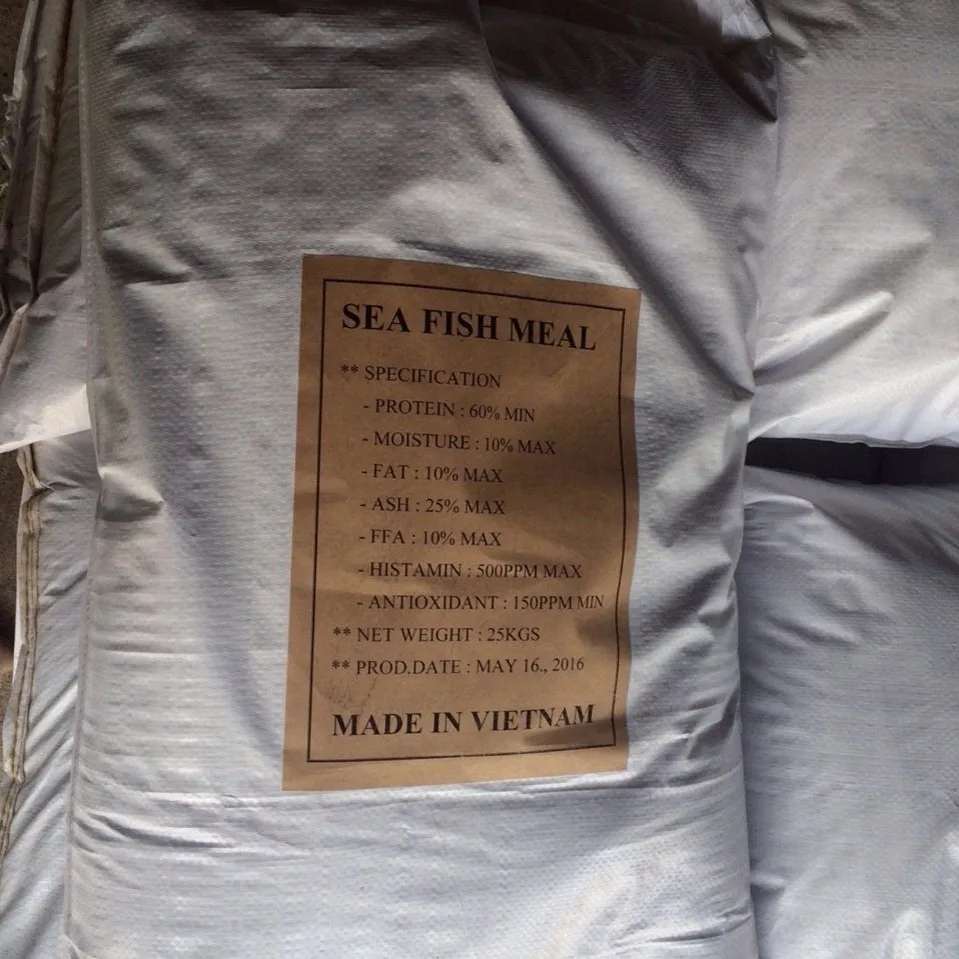 SEA FISH MEAL
** SPECIFICATION
- PROTEIN : 60% MIN
- MOISTURE : 10% MAX
- FAT : 10% MAX
- ASH : 25% MAX
- FFA : 10% MAX
- HISTAMIN : 500PPM MAX
- ANTIOXIDANT : 150PPM MIN
** NET WEIGHT : 25KGS
** PROD.DATE : MAY 16., 2016
MADE IN VIETNAM